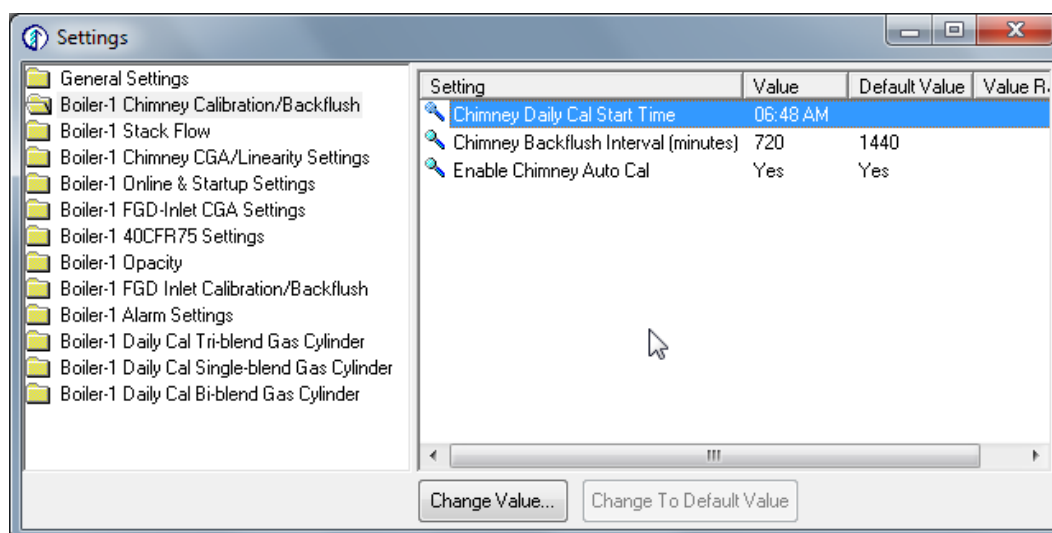 Settings
General Settings
Boiler-1 Chimney Calibration/Backflush
Boiler-1 Stack Flow
Boiler-1 Chimney CGA/Linearity Settings
Boiler-1 Online & Startup Settings
Boiler-1 FGD-Inlet CGA Settings
Boiler-1 40CFR75 Settings
Boiler-1 Opacity
Boiler-1 FGD Inlet Calibration/Backflush
Boiler-1 Alarm Settings
Boiler-1 Daily Cal Tri-blend Gas Cylinder
Boiler-1 Daily Cal Single-blend Gas Cylinder
Boiler-1 Daily Cal Bi-blend Gas Cylinder
Setting Value Default Value Value R
Chimney Daily Cal Start Time 06:48 AM
Chimney Backflush Interval (minutes) 720 1440
Enable Chimney Auto Cal Yes Yes
Change Value... Change To Default Value